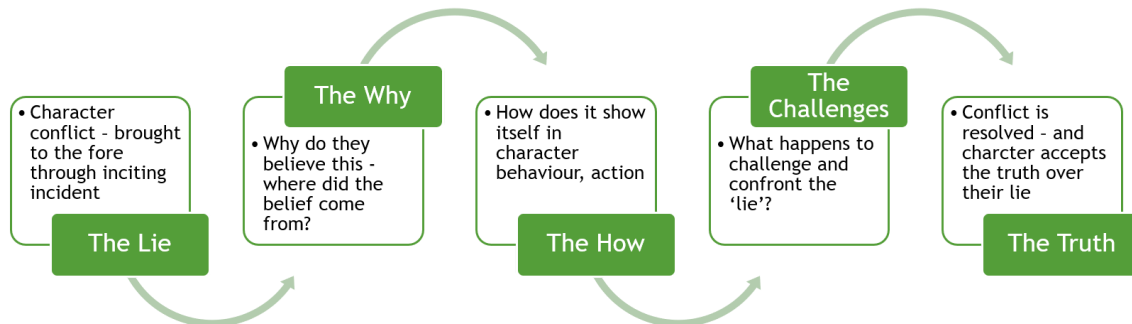 • Character
conflict – brought
to the fore
through inciting
incident
The Lie
The Why
• Why do they
believe this -
where did the
belief come
from?
• How does it show
itself in
character
behaviour, action
The How
The
Challenges
• What happens to
challenge and
confront the
‘lie’?
• Conflict is
resolved – and
charcter accepts
the truth over
their lie
The Truth